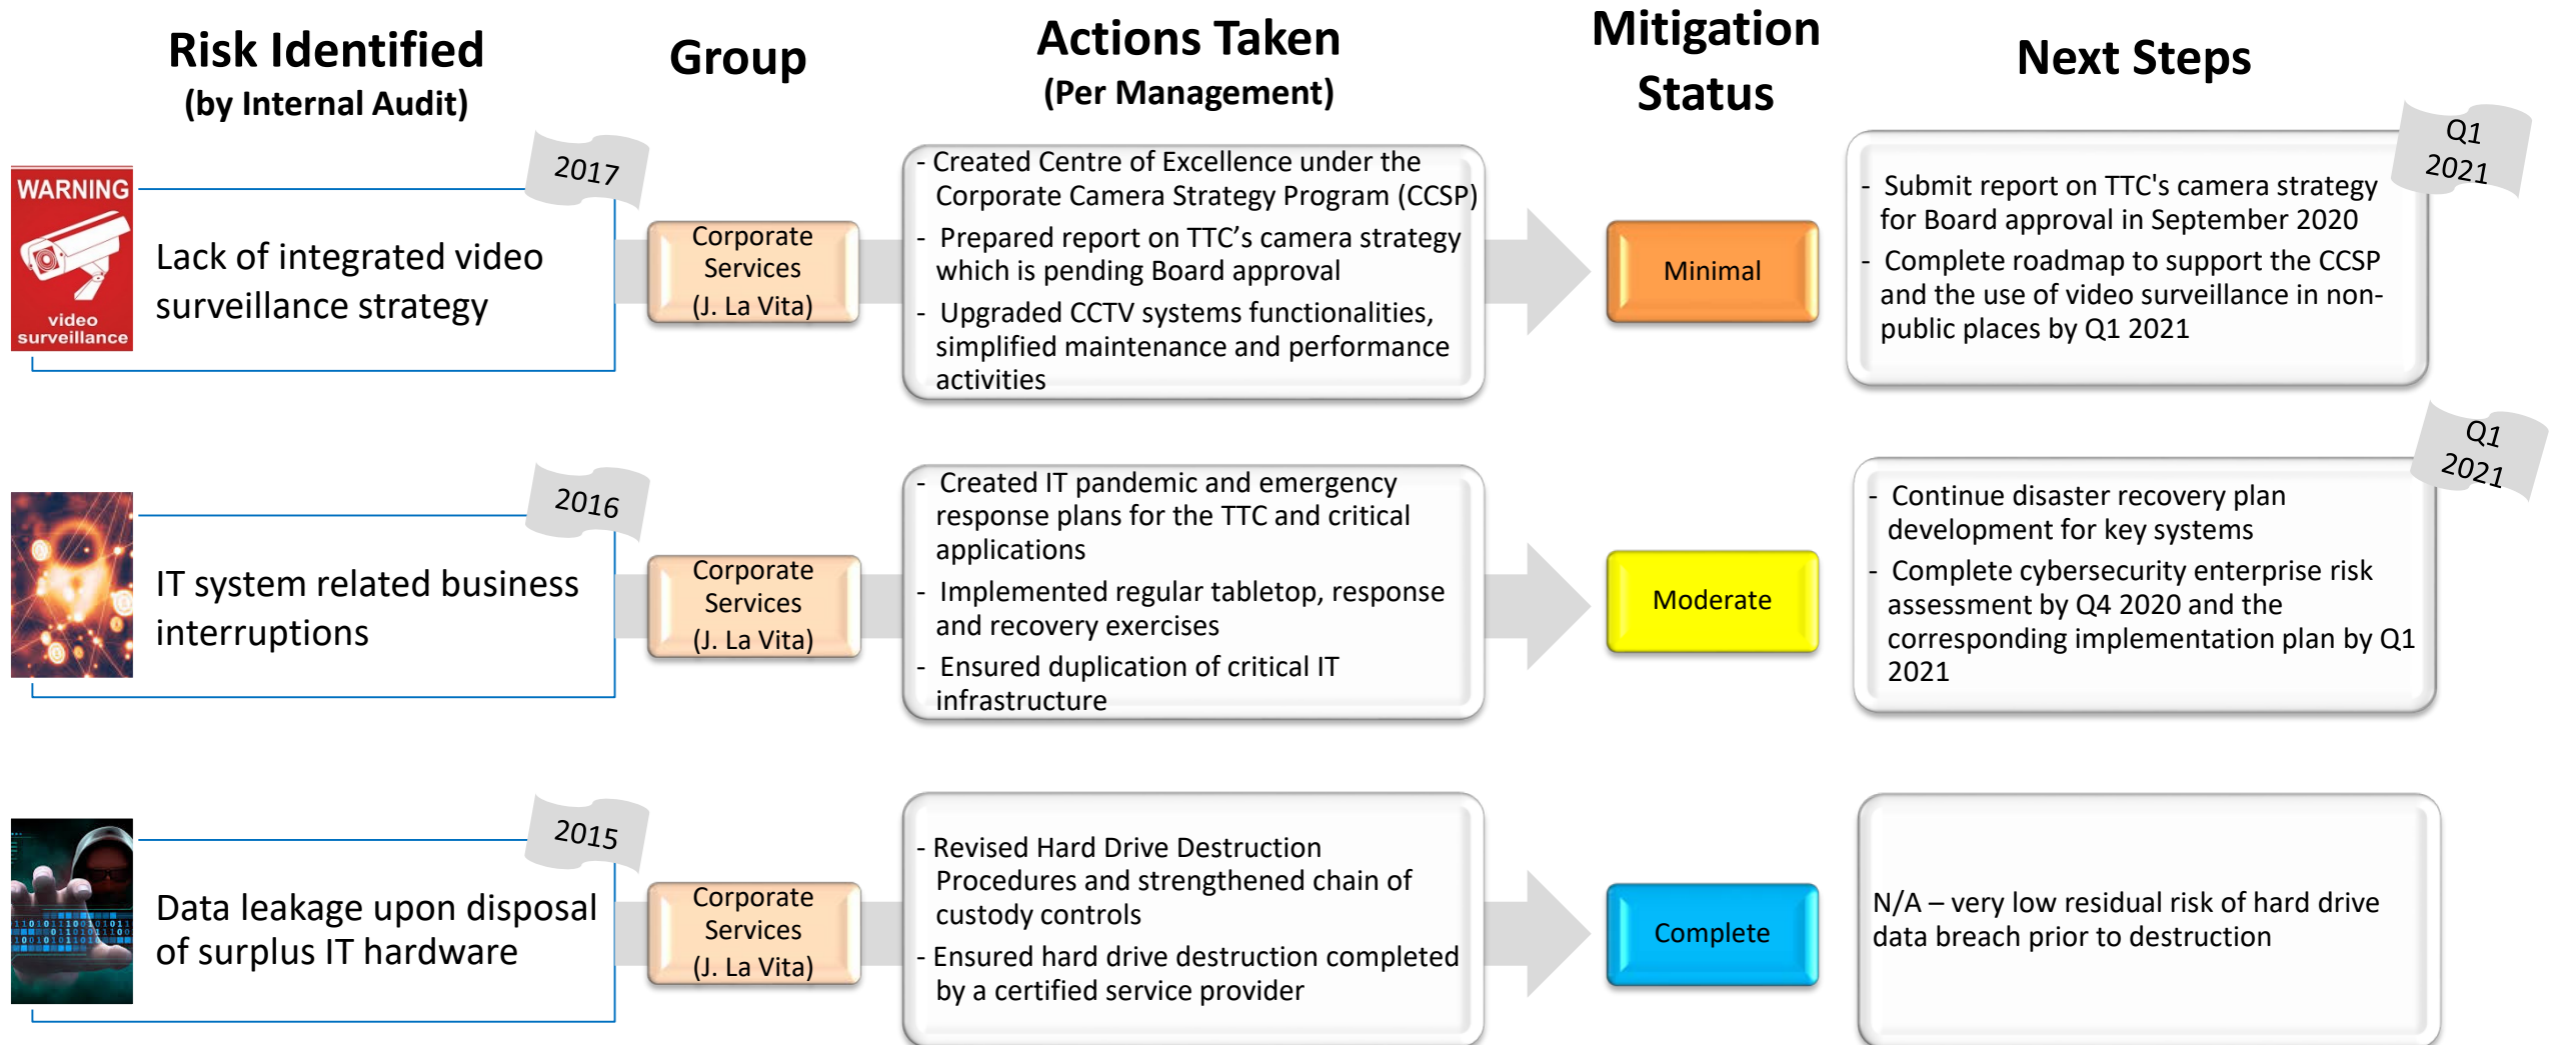 Risk Identified
(by Internal Audit)
Group
Actions Taken
(Per Management)
Mitigation
Status
Next Steps
WARNING
video
surveillance
2017
Lack of integrated video
surveillance strategy
Corporate
Services
(J. La Vita)
- Created Centre of Excellence under the
Corporate Camera Strategy Program (CCSP)
- Prepared report on TTC’s camera strategy
which is pending Board approval
- Upgraded CCTV systems functionalities,
simplified maintenance and performance
activities
Minimal
Q1
2021
- Submit report on TTC's camera strategy
for Board approval in September 2020
- Complete roadmap to support the CCSP
and the use of video surveillance in non-
public places by Q1 2021
2016
IT system related business
interruptions
Corporate
Services
(J. La Vita)
- Created IT pandemic and emergency
response plans for the TTC and critical
applications
- Implemented regular tabletop, response
and recovery exercises
- Ensured duplication of critical IT
infrastructure
Moderate
Q1
2021
- Continue disaster recovery plan
development for key systems
- Complete cybersecurity enterprise risk
assessment by Q4 2020 and the
corresponding implementation plan by Q1
2021
2015
Data leakage upon disposal
of surplus IT hardware
Corporate
Services
(J. La Vita)
- Revised Hard Drive Destruction
Procedures and strengthened chain of
custody controls
- Ensured hard drive destruction completed
by a certified service provider
Complete
N/A – very low residual risk of hard drive
data breach prior to destruction